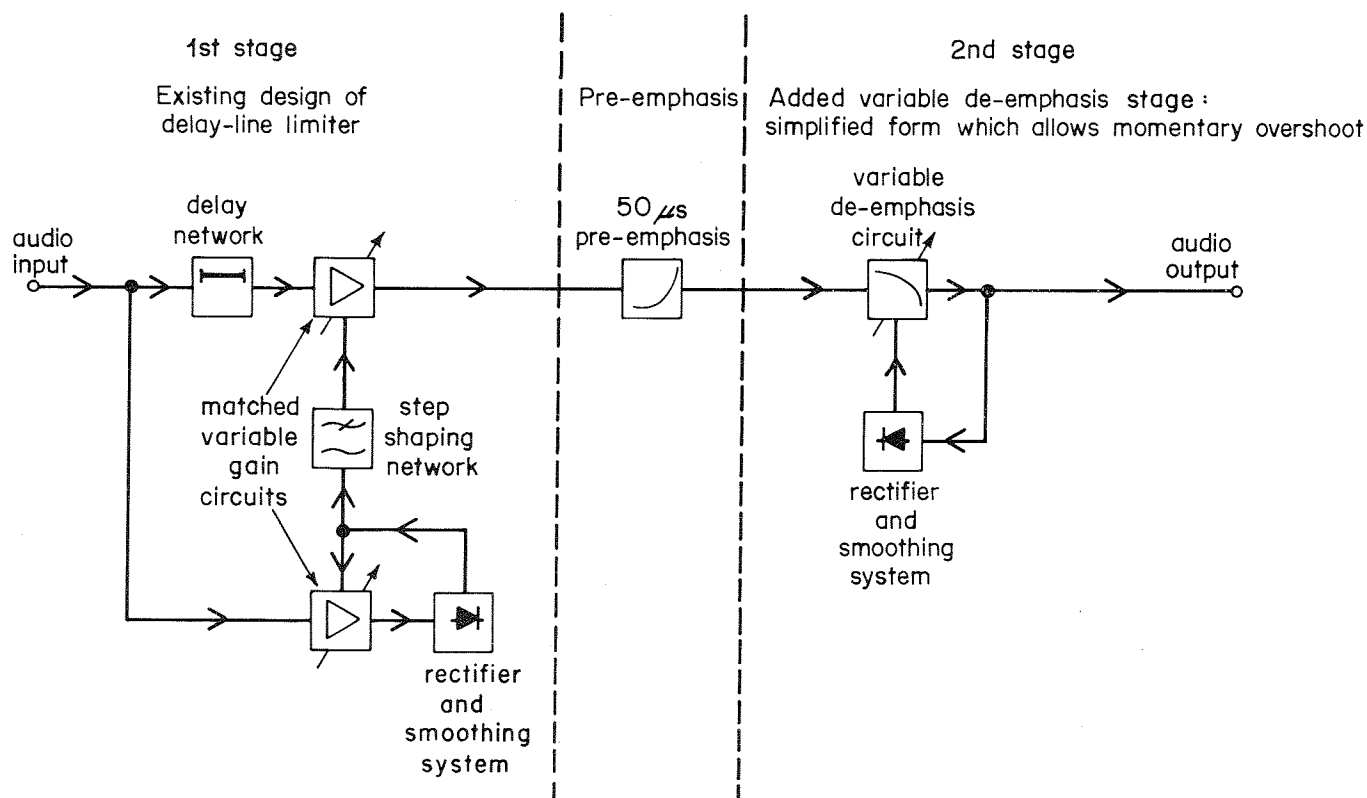 1st stage
Existing design of
delay-line limiter
Pre-emphasis
2nd stage
Added variable de-emphasis stage :
simplified form which allows momentary overshoot
audio
input
delay
network
matched
variable
gain
circuits
step
shaping
network
rectifier
and
smoothing
system
50 μs
pre-emphasis
variable
de-emphasis
circuit
rectifier
and
smoothing
system
audio
output